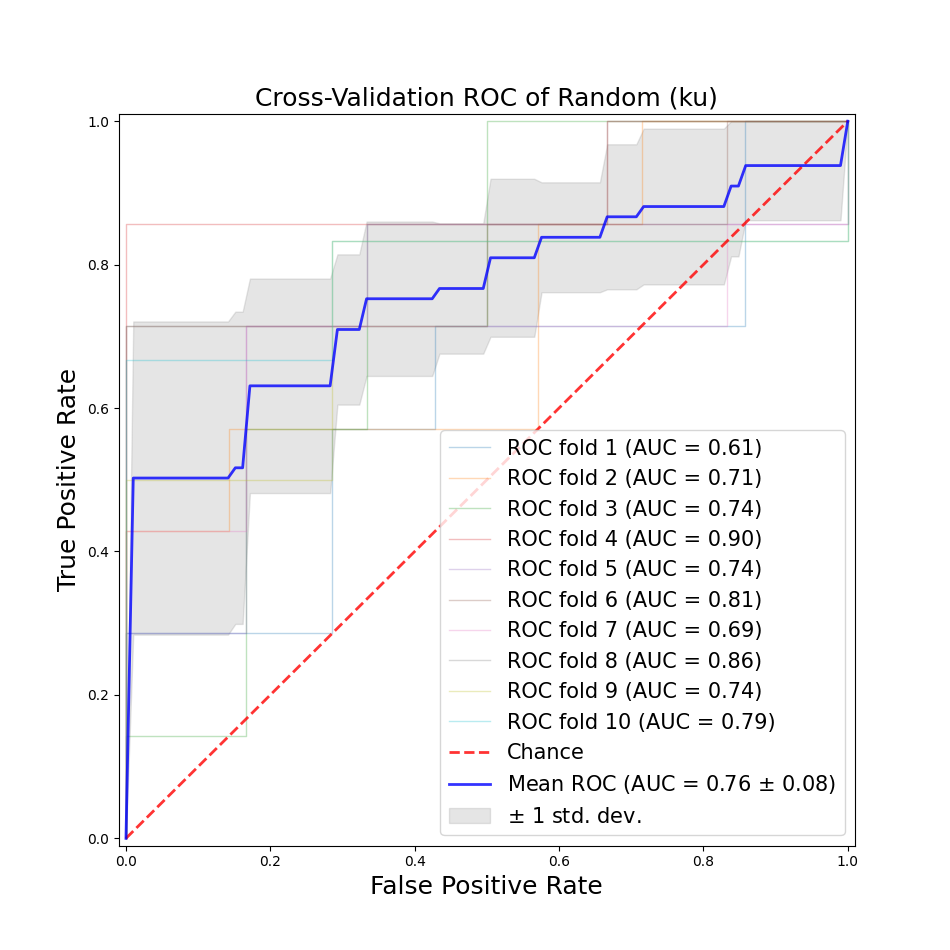 Cross-Validation ROC of Random (ku)
1.0
0.8
0.6
0.4
0.2
0.0
True Positive Rate
ROC fold 1 (AUC = 0.61)
ROC fold 2 (AUC = 0.71)
ROC fold 3 (AUC = 0.74)
ROC fold 4 (AUC = 0.90)
ROC fold 5 (AUC = 0.74)
ROC fold 6 (AUC = 0.81)
ROC fold 7 (AUC = 0.69)
ROC fold 8 (AUC = 0.86)
ROC fold 9 (AUC = 0.74)
ROC fold 10 (AUC = 0.79)
Chance
Mean ROC (AUC = 0.76 ± 0.08)
± 1 std. dev.
0.0 0.2 0.4 0.6 0.8 1.0
False Positive Rate